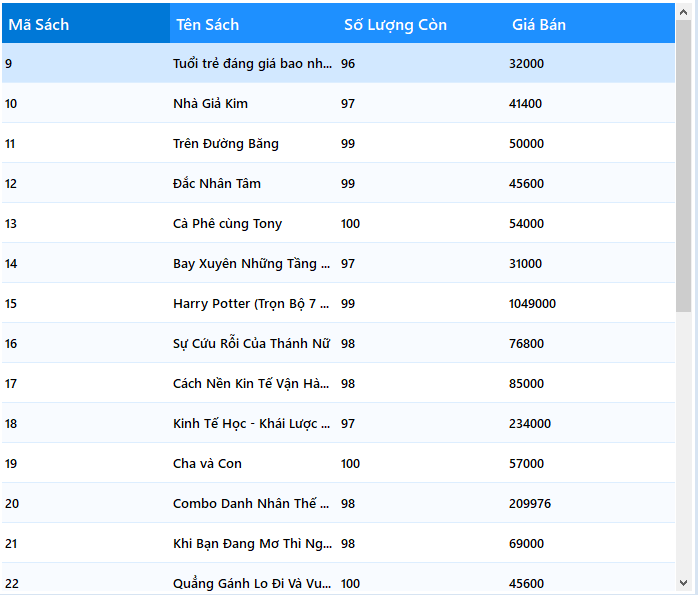 Mã Sách Tên Sách Số Lượng Còn Giá Bán
9 Tuổi trẻ đáng giá bao nh... 96 32000
10 Nhà Giả Kim 97 41400
11 Trên Đường Băng 99 50000
12 Đắc Nhân Tâm 99 45600
13 Cà Phê cùng Tony 100 54000
14 Bay Xuyên Những Tầng ... 97 31000
15 Harry Potter (Trọn Bộ 7 ... 99 1049000
16 Sự Cứu Rỗi Của Thánh Nữ 98 76800
17 Cách Nền Kin Tế Vận Hà... 98 85000
18 Kinh Tế Học - Khái Lược ... 97 234000
19 Cha và Con 100 57000
20 Combo Danh Nhân Thế ... 98 209976
21 Khi Bạn Đang Mơ Thì Ng... 98 69000
22 Quẳng Gánh Lo Đi Và Vu... 100 45600